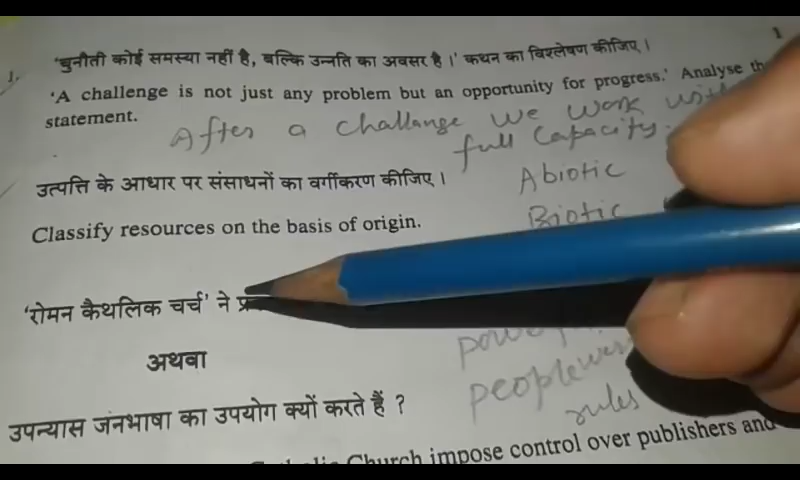 1
1. 'चुनौती कोई समस्या नहीं है, बल्कि उन्नति का अवसर है ।' कथन का विश्लेषण कीजिए ।
'A challenge is not just any problem but an opportunity for progress.' Analyse the
statement.
After a challange we work with
full capacity.
उत्पत्ति के आधार पर संसाधनों का वर्गीकरण कीजिए ।
Abiotic
Classify resources on the basis of origin.
Biotic
'रोमन कैथलिक चर्च' ने
अथवा
people
rules
उपन्यास जनभाषा का उपयोग क्यों करते हैं ?
Church impose control over publishers and